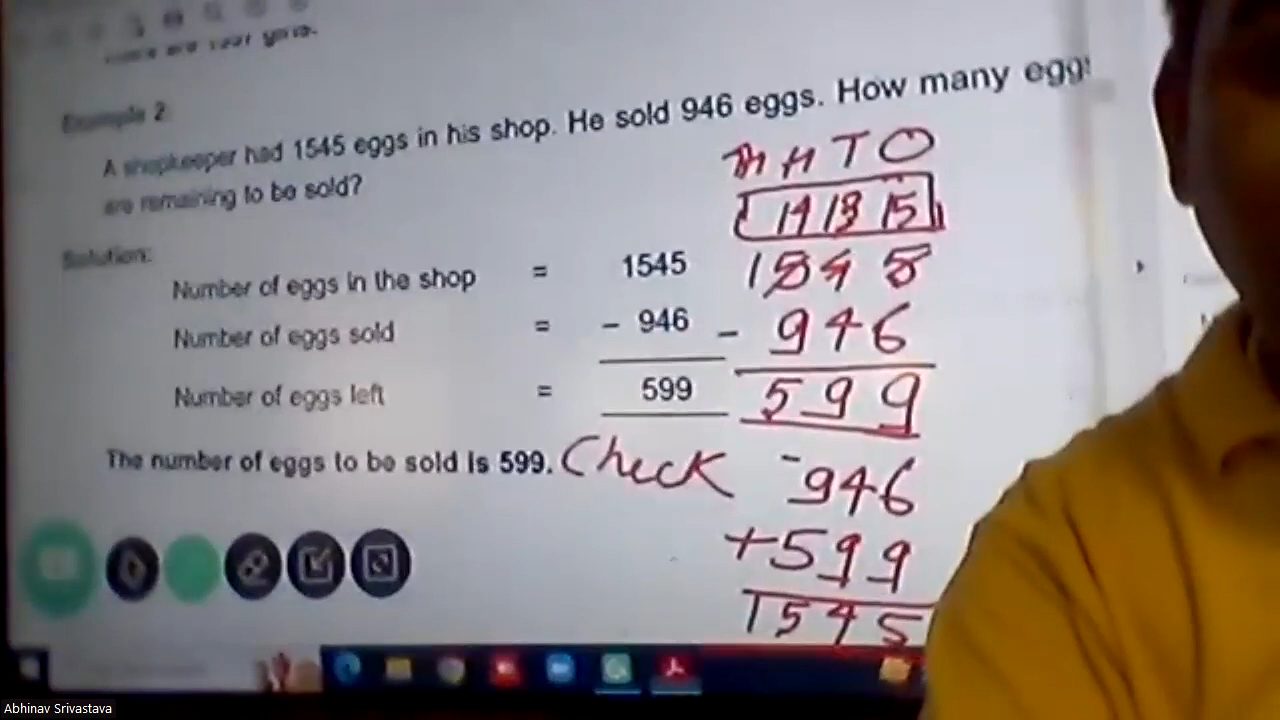 Example 2:
A shopkeeper had 1545 eggs in his shop. He sold 946 eggs. How many eggs
are remaining to be sold?
Th H T O
14 13 15
Solution:
Number of eggs in the shop = 1545 1545
Number of eggs sold = - 946 - 946
Number of eggs left = 599 599
The number of eggs to be sold is 599. Check 946
+599
1545
Abhinav Srivastava